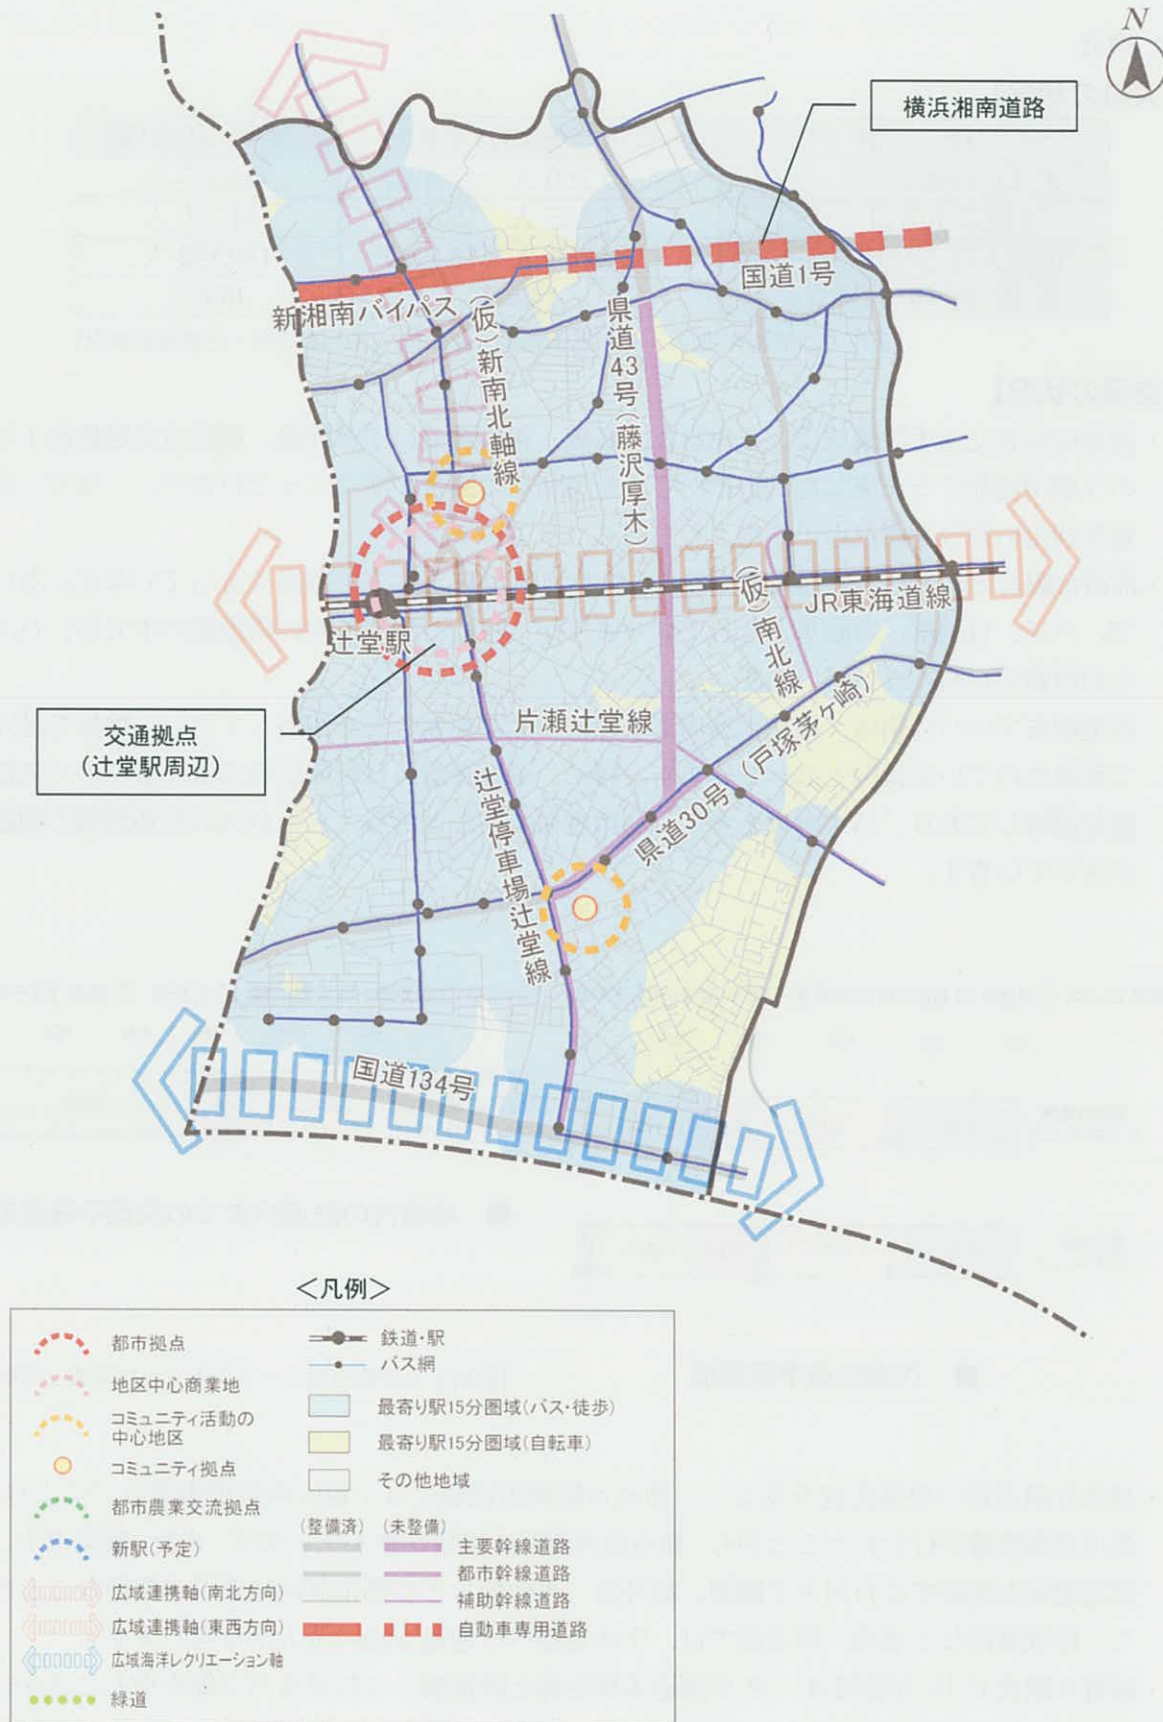 N
横浜湘南道路
国道1号
新湘南バイパス
(仮)新南北軸線
県道43号(藤沢厚木)
JR東海道線
(仮)南北線
辻堂駅
交通拠点
(辻堂駅周辺)
片瀬辻堂線
県道30号(戸塚茅ヶ崎)
辻堂停車場辻堂線
国道134号
<凡例>
都市拠点
地区中心商業地
コミュニティ活動の
中心地区
コミュニティ拠点
都市農業交流拠点
新駅(予定)
広域連携軸(南北方向)
広域連携軸(東西方向)
広域海洋レクリエーション軸
緑道
鉄道・駅
バス網
最寄り駅15分圏域(バス・徒歩)
最寄り駅15分圏域(自転車)
その他地域
(整備済) (未整備)
主要幹線道路
都市幹線道路
補助幹線道路
自動車専用道路